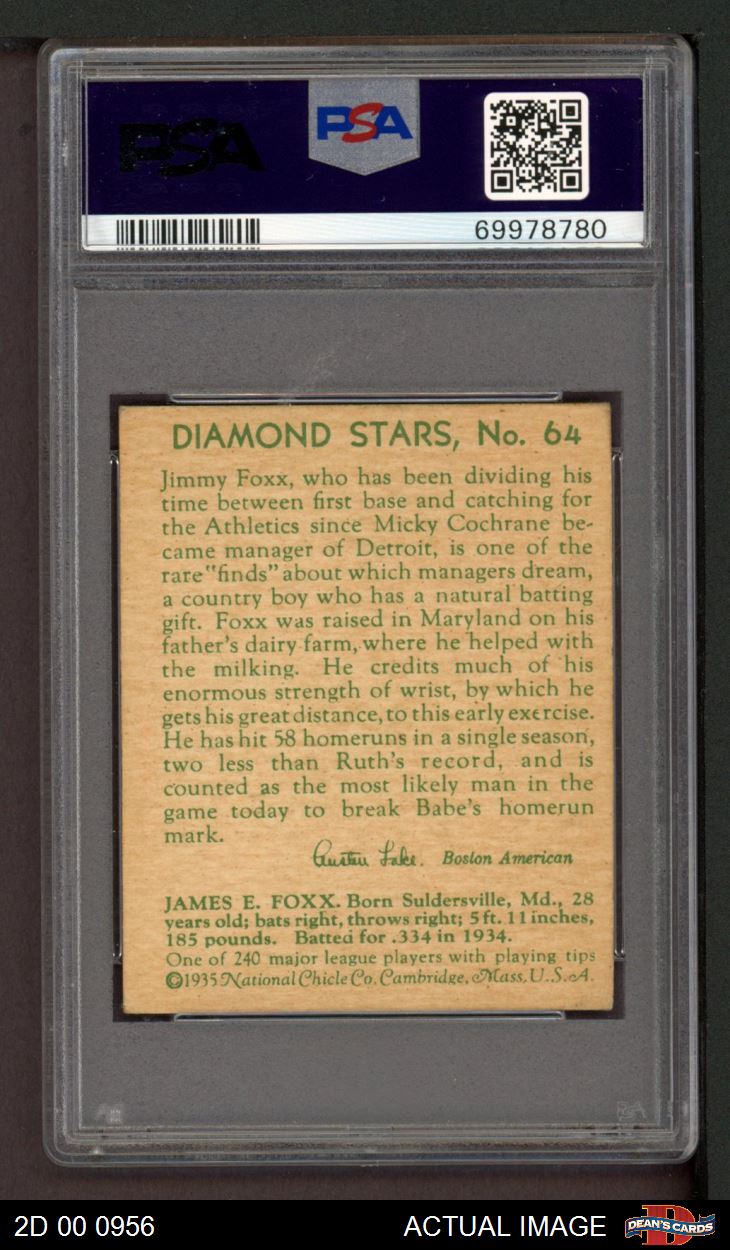 PSA
PSA
69978780
DIAMOND STARS, No. 64
Jimmy Foxx, who has been dividing his
time between first base and catching for
the Athletics since Micky Cochrane be-
came manager of Detroit, is one of the
rare "finds" about which managers dream,
a country boy who has a natural batting
gift. Foxx was raised in Maryland on his
father's dairy farm, where he helped with
the milking. He credits much of his
enormous strength of wrist, by which he
gets his great distance, to this early exercise.
He has hit 58 homeruns in a single season,
two less than Ruth's record, and is
counted as the most likely man in the
game today to break Babe's homerun
mark.
Austen Lake. Boston American
JAMES E. FOXX. Born Suldersville, Md., 28
years old; bats right, throws right; 5 ft. 11 inches,
185 pounds. Batted for .334 in 1934.
One of 240 major league players with playing tips
©1935 National Chicle Co. Cambridge, Mass. U.S.A.
PSA
2D 00 0956
ACTUAL IMAGE
DEAN'S CARDS